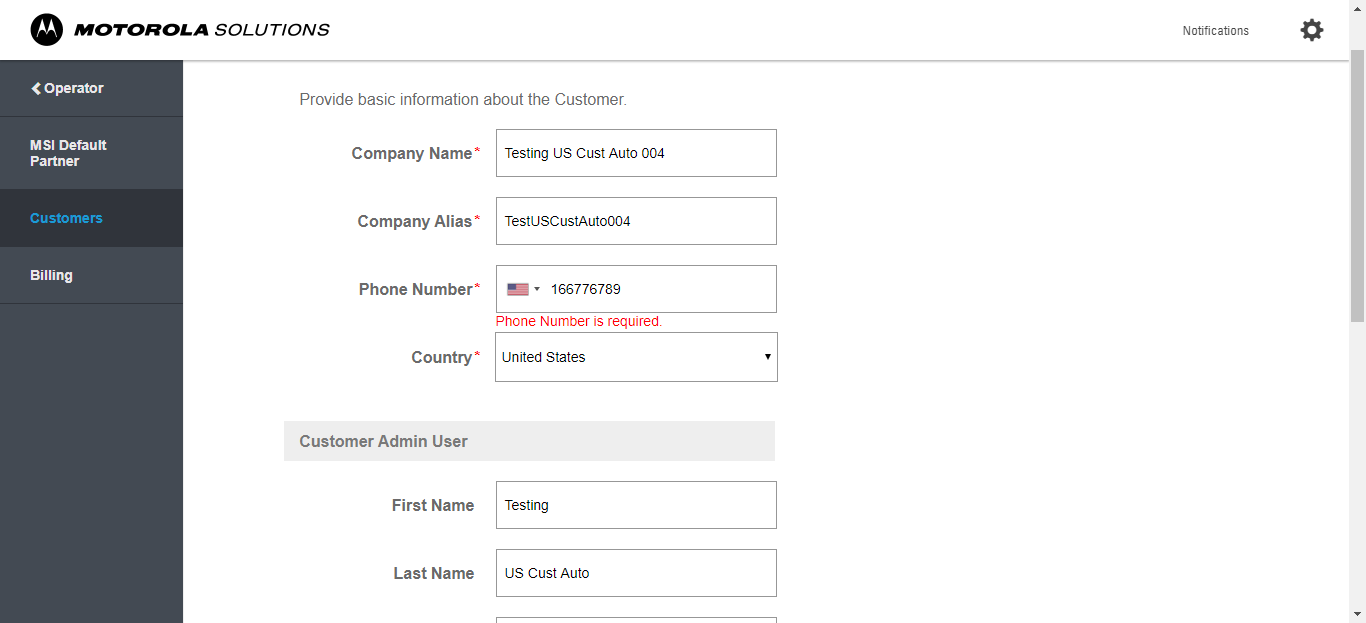 MOTOROLA SOLUTIONS
Notifications
Operator
MSI Default
Partner
Customers
Billing
Provide basic information about the Customer.
Company Name* Testing US Cust Auto 004
Company Alias* TestUSCustAuto004
Phone Number* 166776789
Phone Number is required.
Country* United States
Customer Admin User
First Name Testing
Last Name US Cust Auto